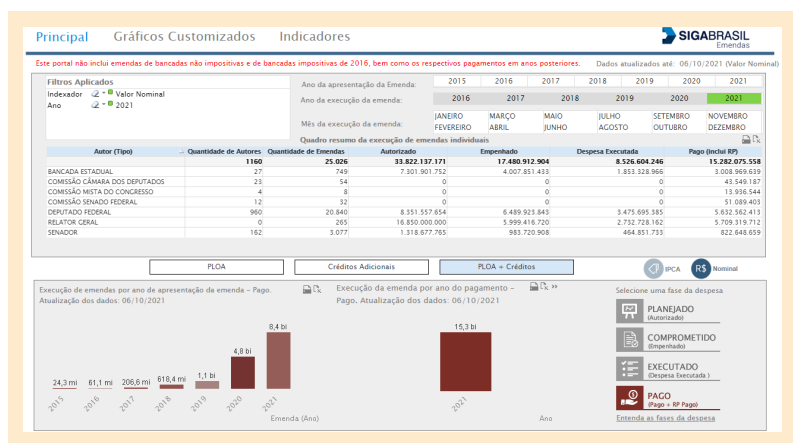 Principal Gráficos Customizados Indicadores
SIGABRASIL
Emendas
Este portal não inclui emendas de bancadas não impositivas e de bancadas impositivas de 2016, bem como os respectivos pagamentos em anos posteriores. Dados atualizados até: 06/10/2021 (Valor Nominal)
Filtros Aplicados
Indexador Valor Nominal
Ano 2021
Ano da apresentação da Emenda: 2015 2016 2017 2018 2019 2020 2021
Ano da execução da emenda: 2016 2017 2018 2019 2020 2021
Mês da execução da emenda:
JANEIRO MARÇO MAIO JULHO SETEMBRO NOVEMBRO
FEVEREIRO ABRIL JUNHO AGOSTO OUTUBRO DEZEMBRO
Quadro resumo da execução de emendas individuais
Autor (Tipo) Quantidade de Autores Quantidade de Emendas Autorizado Empenhado Despesa Executada Pago (inclui RP)
1160 25.026 33.822.137.171 17.480.912.904 8.526.604.246 15.282.075.558
BANCADA ESTADUAL 27 749 7.301.901.752 4.007.851.433 1.853.328.966 3.008.969.639
COMISSÃO CÂMARA DOS DEPUTADOS 23 54 0 0 0 43.549.187
COMISSÃO MISTA DO CONGRESSO 4 8 0 0 0 13.936.544
COMISSÃO SENADO FEDERAL 12 32 0 0 0 51.089.403
DEPUTADO FEDERAL 960 20.840 8.351.557.654 6.489.923.843 3.475.695.385 5.632.562.413
RELATOR GERAL 0 265 16.850.000.000 5.999.416.720 2.732.728.162 5.709.319.712
SENADOR 162 3.077 1.318.677.765 983.720.908 464.851.733 822.648.659
PLOA Créditos Adicionais PLOA + Créditos
IPCA R$ Nominal
Execução de emendas por ano de apresentação da emenda – Pago.
Atualização dos dados: 06/10/2021
24,3 mi 61,1 mi 206,6 mi 618,4 mi 1,1 bi 4,8 bi 8,4 bi
2015 2016 2017 2018 2019 2020 2021
Emenda (Ano)
Execução da emenda por ano do pagamento –
Pago. Atualização dos dados: 06/10/2021
15,3 bi
2021
Ano
Selecione uma fase da despesa
PLANEJADO
(Autorizado)
COMPROMETIDO
(Empenhado)
EXECUTADO
(Despesa Executada )
PAGO
(Pago + RP Pago)
Entenda as fases da despesa